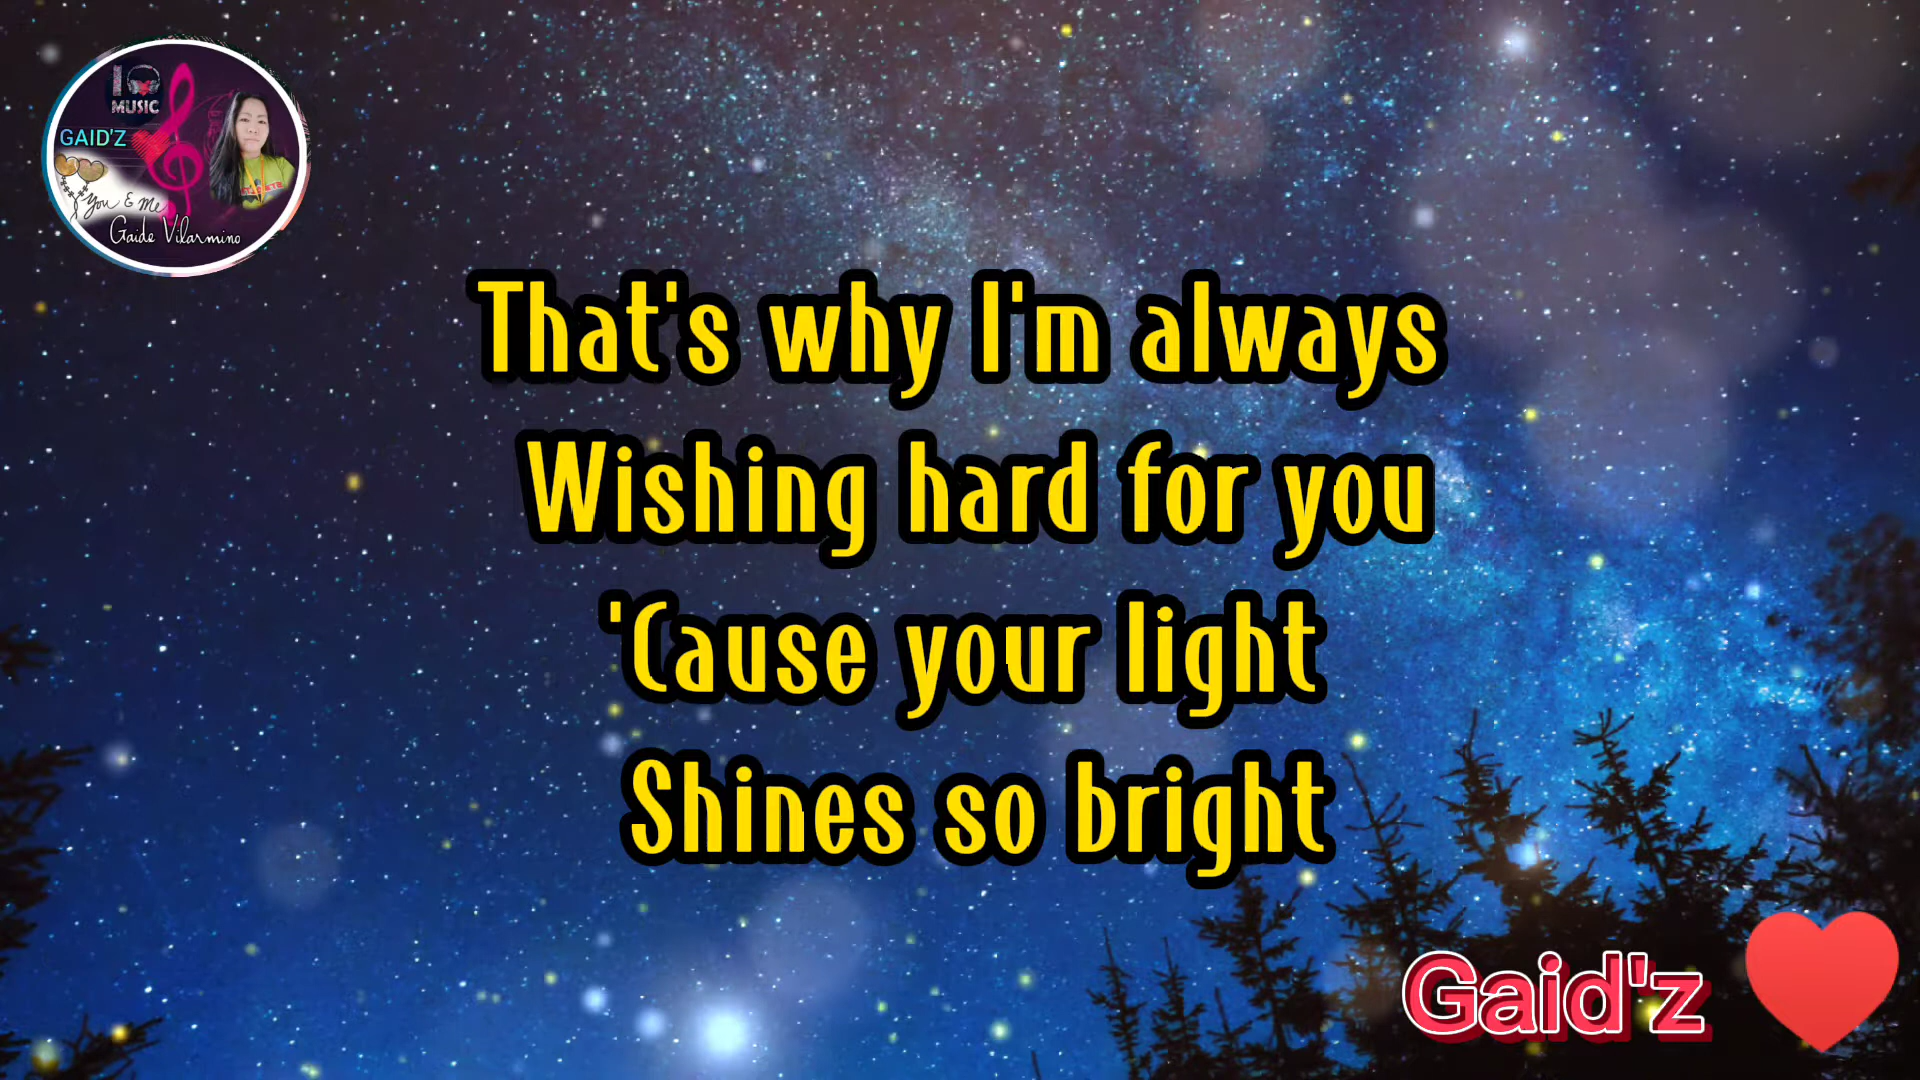 I
MUSIC
GAID'Z
You & Me
Gaide Vilarmino
That's why I'm always
Wishing hard for you
'Cause your light
Shines so bright
Gaid'z